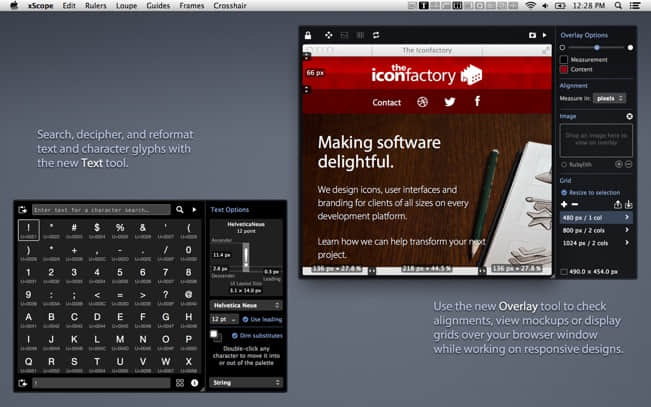 xScope Edit Rulers Loupe Guides Frames Crosshair
12:28 PM
Search, decipher, and reformat
text and character glyphs with
the new Text tool.
The Iconfactory
66 px
the
iconfactory
Contact
Making software
delightful.
We design icons, user interfaces and
branding for clients of all sizes on every
development platform.
Learn how we can help transform your next
project.
136 px + 27.8 %
218 px + 44.5 %
136 px + 27.8 %
Overlay Options
Measurement
Content
Alignment
Measure in: pixels
Image
Drop an image here to
view on overlay
Rubylith
Grid
Resize to selection
480 px / 1 col
800 px / 2 cols
1024 px / 2 cols
490.0 x 454.0 px
Enter text for a character search...
! " # $ % & ' (
) * + , - . / 0
1 2 3 4 5 6 7 8
9 : ; < = > ? @
A B C D E F G H
I J K L M N O P
Q R S T U V W X
!
Text Options
HelveticaNeue
12 point
Ascender
11.4 px
2.6 px
Descender
0.3 px
Leading
UI Layout Size
3.1 × 14.0 px
Helvetica Neue
12 pt
Use leading
Dim substitutes
Double-click any
character to move it into
or out of the palette
String
Use the new Overlay tool to check
alignments, view mockups or display
grids over your browser window
while working on responsive designs.